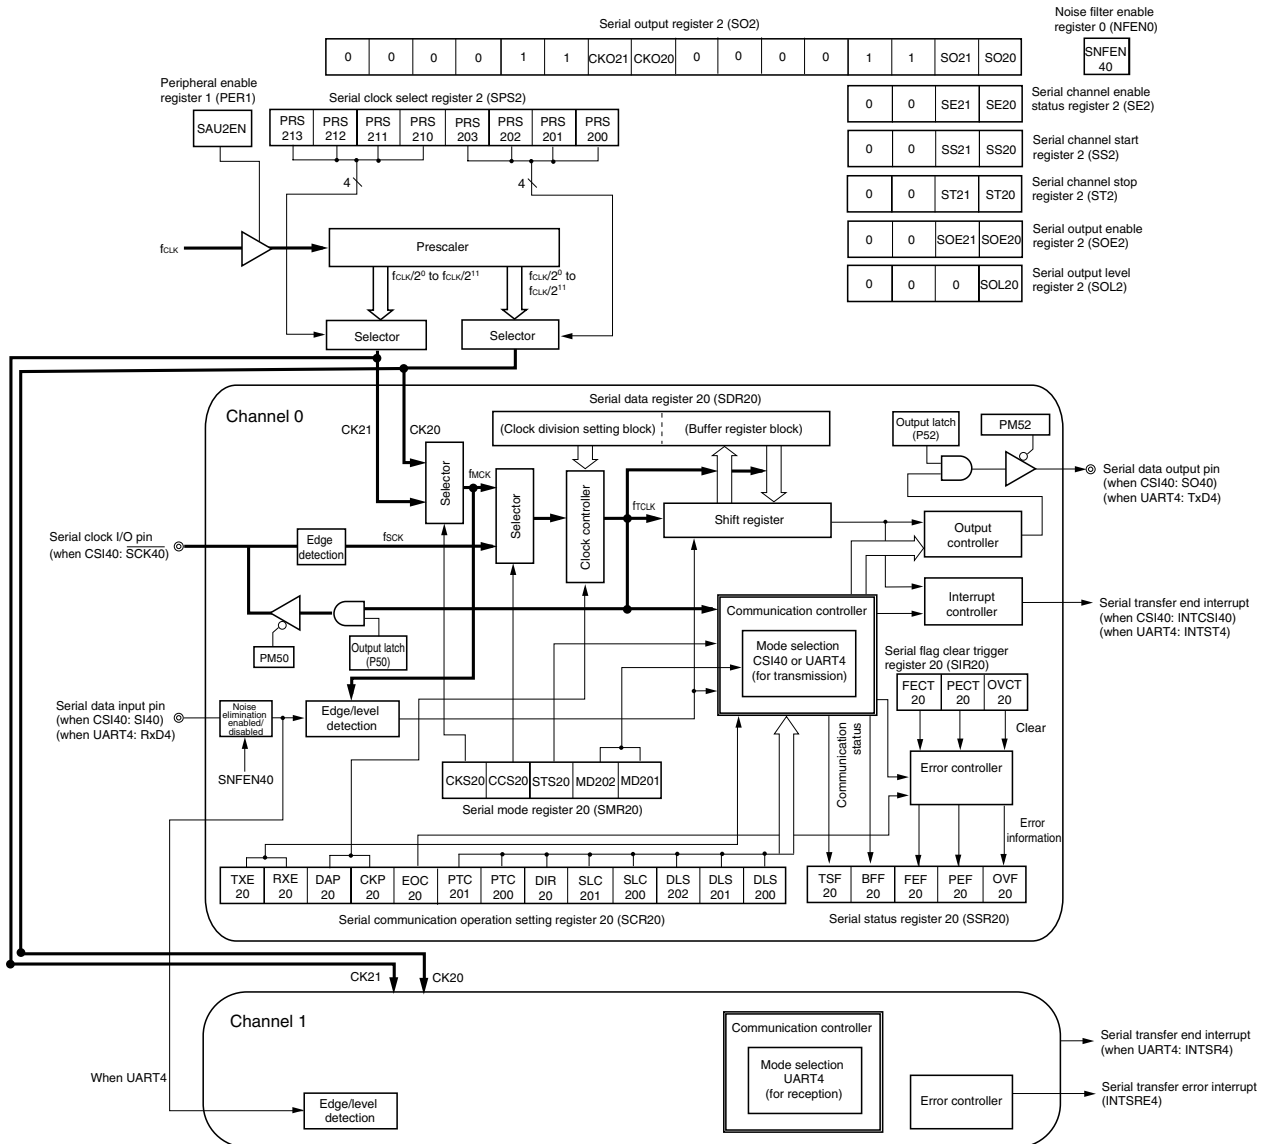 Serial output register 2 (SO2)
0 0 0 0 1 1 CKO21 CKO20 0 0 0 0 1 1 SO21 SO20
Noise filter enable
register 0 (NFEN0)
SNFEN
40
Peripheral enable
register 1 (PER1)
SAU2EN
Serial clock select register 2 (SPS2)
PRS PRS PRS PRS PRS PRS PRS PRS
213 212 211 210 203 202 201 200
0 0 SE21 SE20
Serial channel enable
status register 2 (SE2)
0 0 SS21 SS20
Serial channel start
register 2 (SS2)
0 0 ST21 ST20
Serial channel stop
register 2 (ST2)
0 0 SOE21 SOE20
Serial output enable
register 2 (SOE2)
0 0 0 SOL20
Serial output level
register 2 (SOL2)
4
4
fCLK
Prescaler
fCLK/2⁰ to fCLK/2¹¹
fCLK/2⁰ to
fCLK/2¹¹
Selector
Selector
Channel 0
CK21
CK20
Serial data register 20 (SDR20)
(Clock division setting block)
(Buffer register block)
Selector
fMCK
Selector
Clock controller
fTCLK
Shift register
Output latch
(P52)
PM52
Serial data output pin
(when CSI40: SO40)
(when UART4: TxD4)
Output
controller
Serial clock I/O pin
(when CSI40: SCK40)
Edge
detection
fSCK
PM50
Output latch
(P50)
Communication controller
Mode selection
CSI40 or UART4
(for transmission)
Interrupt
controller
Serial transfer end interrupt
(when CSI40: INTCSI40)
(when UART4: INTST4)
Serial flag clear trigger
register 20 (SIR20)
FECT PECT OVCT
20 20 20
Clear
Serial data input pin
(when CSI40: SI40)
(when UART4: RxD4)
Noise
elimination
enabled/
disabled
SNFEN40
Edge/level
detection
Communication
status
Error controller
Error
information
CKS20 CCS20 STS20 MD202 MD201
Serial mode register 20 (SMR20)
TXE RXE DAP CKP EOC PTC PTC DIR SLC SLC DLS DLS DLS
20 20 20 20 20 201 200 20 201 200 202 201 200
Serial communication operation setting register 20 (SCR20)
TSF BFF FEF PEF OVF
20 20 20 20 20
Serial status register 20 (SSR20)
CK21
CK20
Channel 1
When UART4
Edge/level
detection
Communication controller
Mode selection
UART4
(for reception)
Error controller
Serial transfer end interrupt
(when UART4: INTSR4)
Serial transfer error interrupt
(INTSRE4)